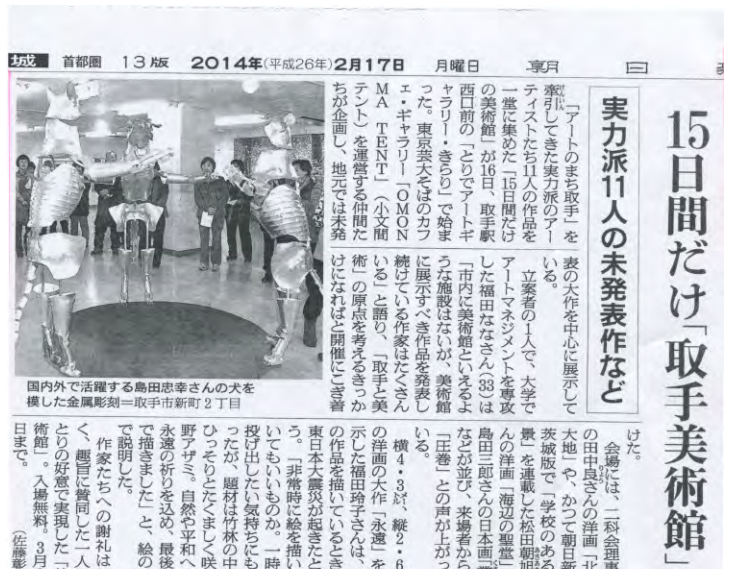 城 首都圏 13版 2014年(平成26年)2月17日 月曜日 朝 日
15日間だけ「取手美術館」
実力派11人の未発表作など
「アートのまち取手」を
牽引してきた実力派のアー
ティストたち11人の作品を
一堂に集めた「15日間だけ
の美術館」が16日、取手駅
西口前の「とりでアートギ
ャラリー・きらり」で始ま
った。東京芸大そばのカフ
ェ・ギャラリー「OMON
MA TENT」(小文間
テント)を運営する仲間た
ちが企画し、地元では未発
表の大作を中心に展示して
いる。
立案者の1人で、大学で
アートマネジメントを専攻
した福田ななさん(33)は
「市内に美術館といえるよ
うな施設はないが、美術館
に展示すべき作品を発表し
続けている作家はたくさん
いる」と語り、「取手と美
術」の原点を考えるきっか
けになればと開催にこぎ着
けた。
会場には、二科会理事
の田中良さんの洋画「北
大地」や、かつて朝日新
茨城版で「学校のある
景」を連載した松田朝旭
んの洋画「海辺の聖堂」
島田三郎さんの日本画「
などが並び、来場者から
「圧巻」との声が上がっ
いる。
横4・3㍍、縦2・6
の洋画の大作「永遠」を
示した福田玲子さんは、
の作品を描いているとき
東日本大震災が起きたと
う。「非常時に絵を描い
いてもいいものか。一時
投げ出したい気持ちにも
ったが、題材は竹林の中
ひっそりとたくましく咲
野アザミ。自然や平和へ
永遠の祈りを込め、最後
で描きました」と、絵の
で説明した。
作家たちへの謝礼は
く、趣旨に賛同した一人
とりの好意で実現した「
術館」。入場無料。3月
日まで。(佐藤彰
国内外で活躍する島田忠幸さんの犬を
模した金属彫刻=取手市新町2丁目